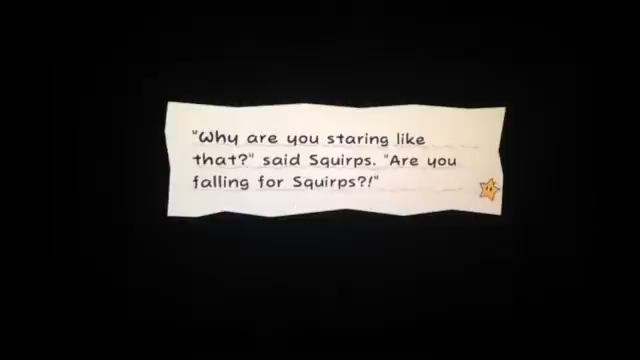 "Why are you staring like
that?" said Squirps. "Are you
falling for Squirps?!"